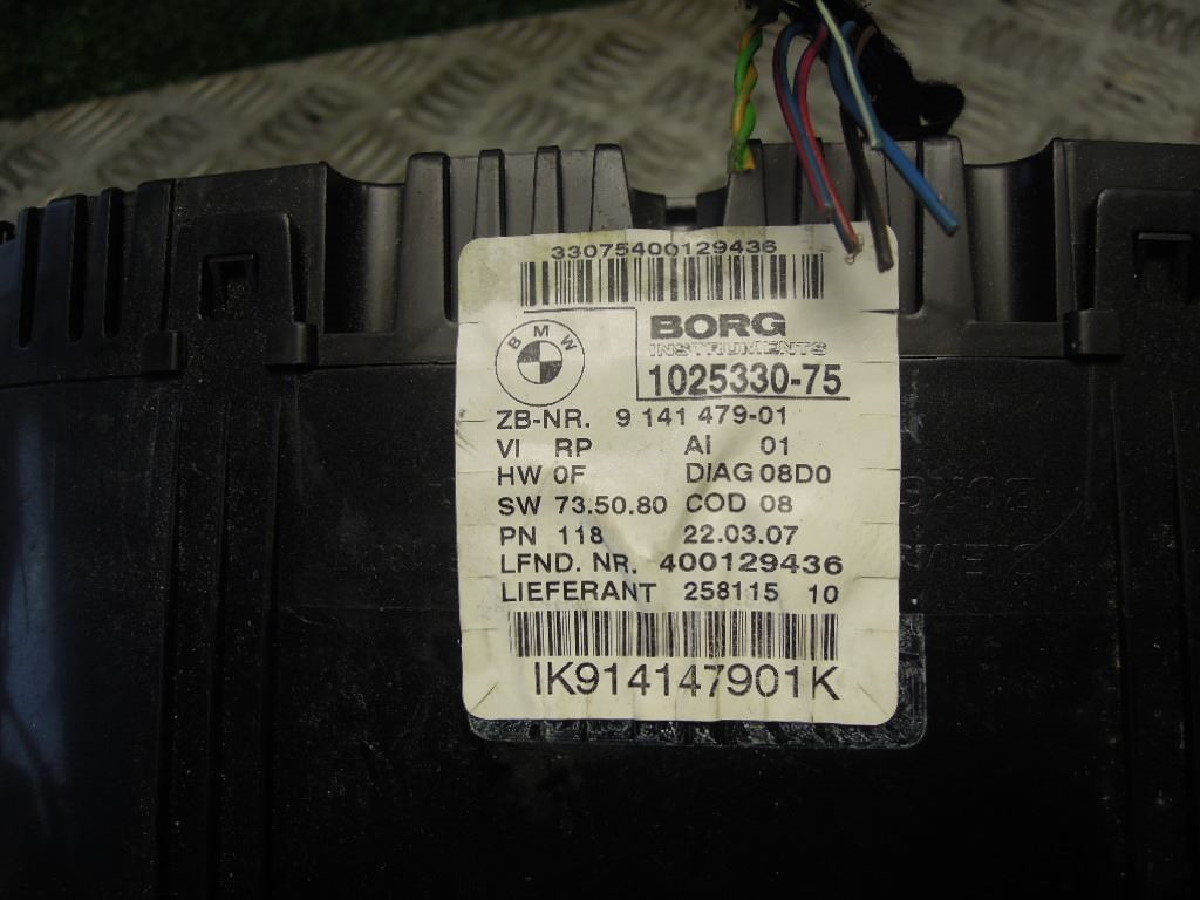 33075400129436
BMW
BORG
INSTRUMENTS
1025330-75
ZB-NR. 9 141 479-01
VI RP AI 01
HW 0F DIAG 08D0
SW 73.50.80 COD 08
PN 118 22.03.07
LFND. NR. 400129436
LIEFERANT 258115 10
IK914147901K